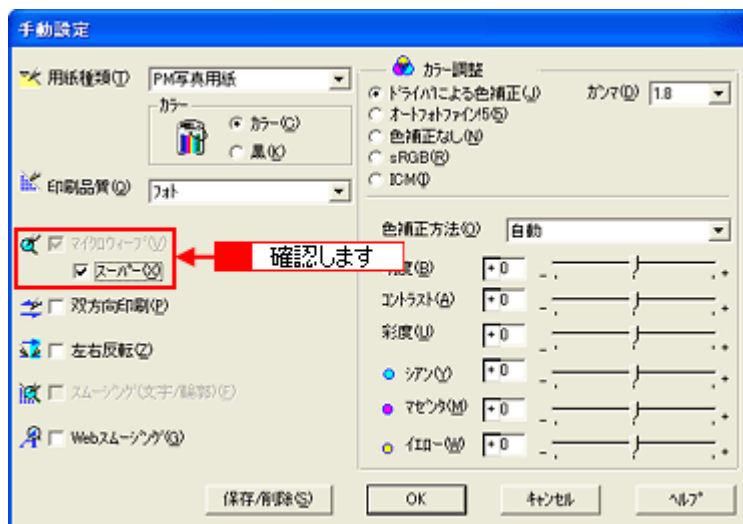 手動設定
用紙種類(T) PM写真用紙
カラー
カラー(C)
黒(K)
印刷品質(Q) フォト
マイクロウィーブ(V)
スーパー(X)
確認します
双方向印刷(P)
左右反転(Z)
スムージング(文字/輪郭)(F)
Webスムージング(G)
カラー調整
ドライバによる色補正(J) ガンマ(D) 1.8
オートフォトファイン!5(5)
色補正なし(N)
sRGB(R)
ICM(I)
色補正方法(O) 自動
(B) +0 - +
コントラスト(A) +0 - +
彩度(U) +0 - +
シアン(Y) +0 - +
マゼンタ(M) +0 - +
イエロー(W) +0 - +
保存/削除(S) OK キャンセル ヘルプ